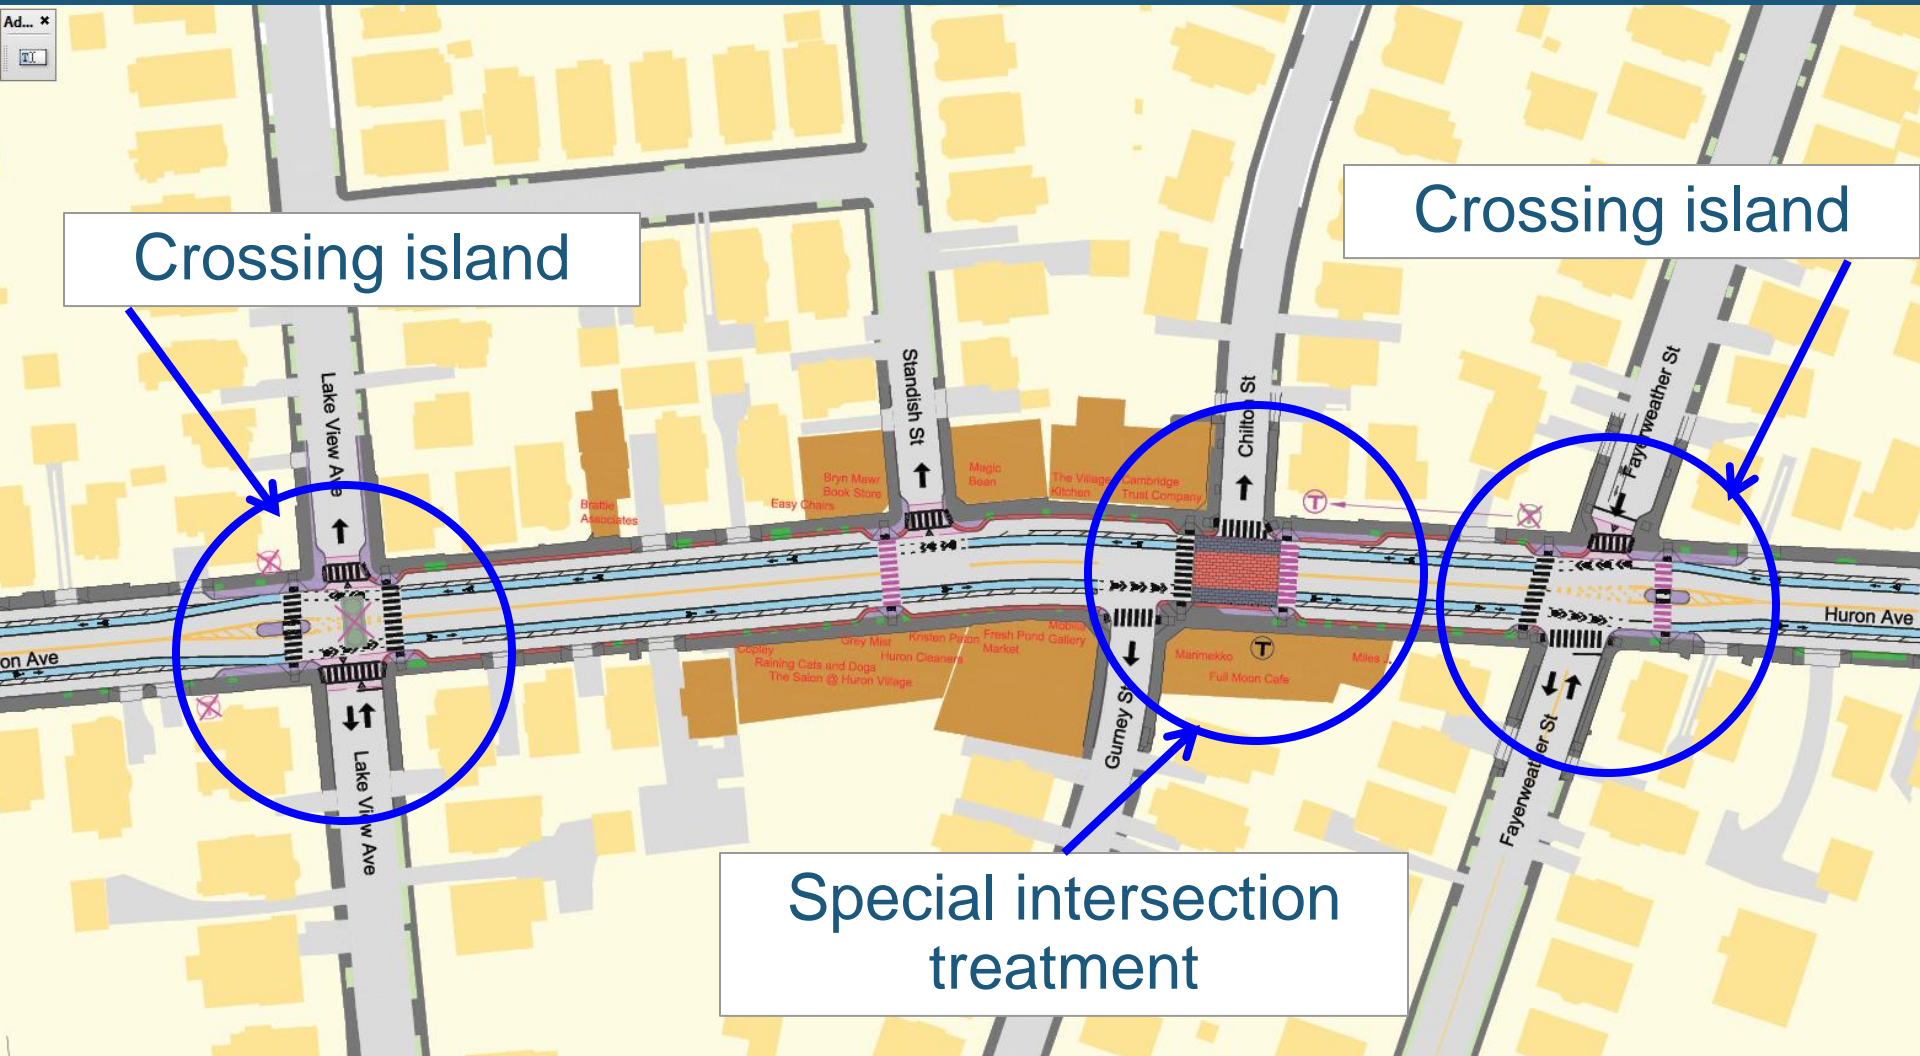 Ad...
Crossing island
Crossing island
Lake View Ave
Standish St
Chilton St
Fayerweather St
Bryn Mawr
Book Store
Magic
Bean
The Village
Kitchen
Cambridge
Trust Company
Easy Chairs
Brattle
Associates
T
Huron Ave
on Ave
Copley
Raining Cats and Dogs
The Salon @ Huron Village
Grey Mist
Huron Cleaners
Kristen Paton
Fresh Pond
Market
Mobilia
Gallery
Marimekko
T
Full Moon Cafe
Miles J.
Gurney St
Lake View Ave
Fayerweather St
Special intersection
treatment